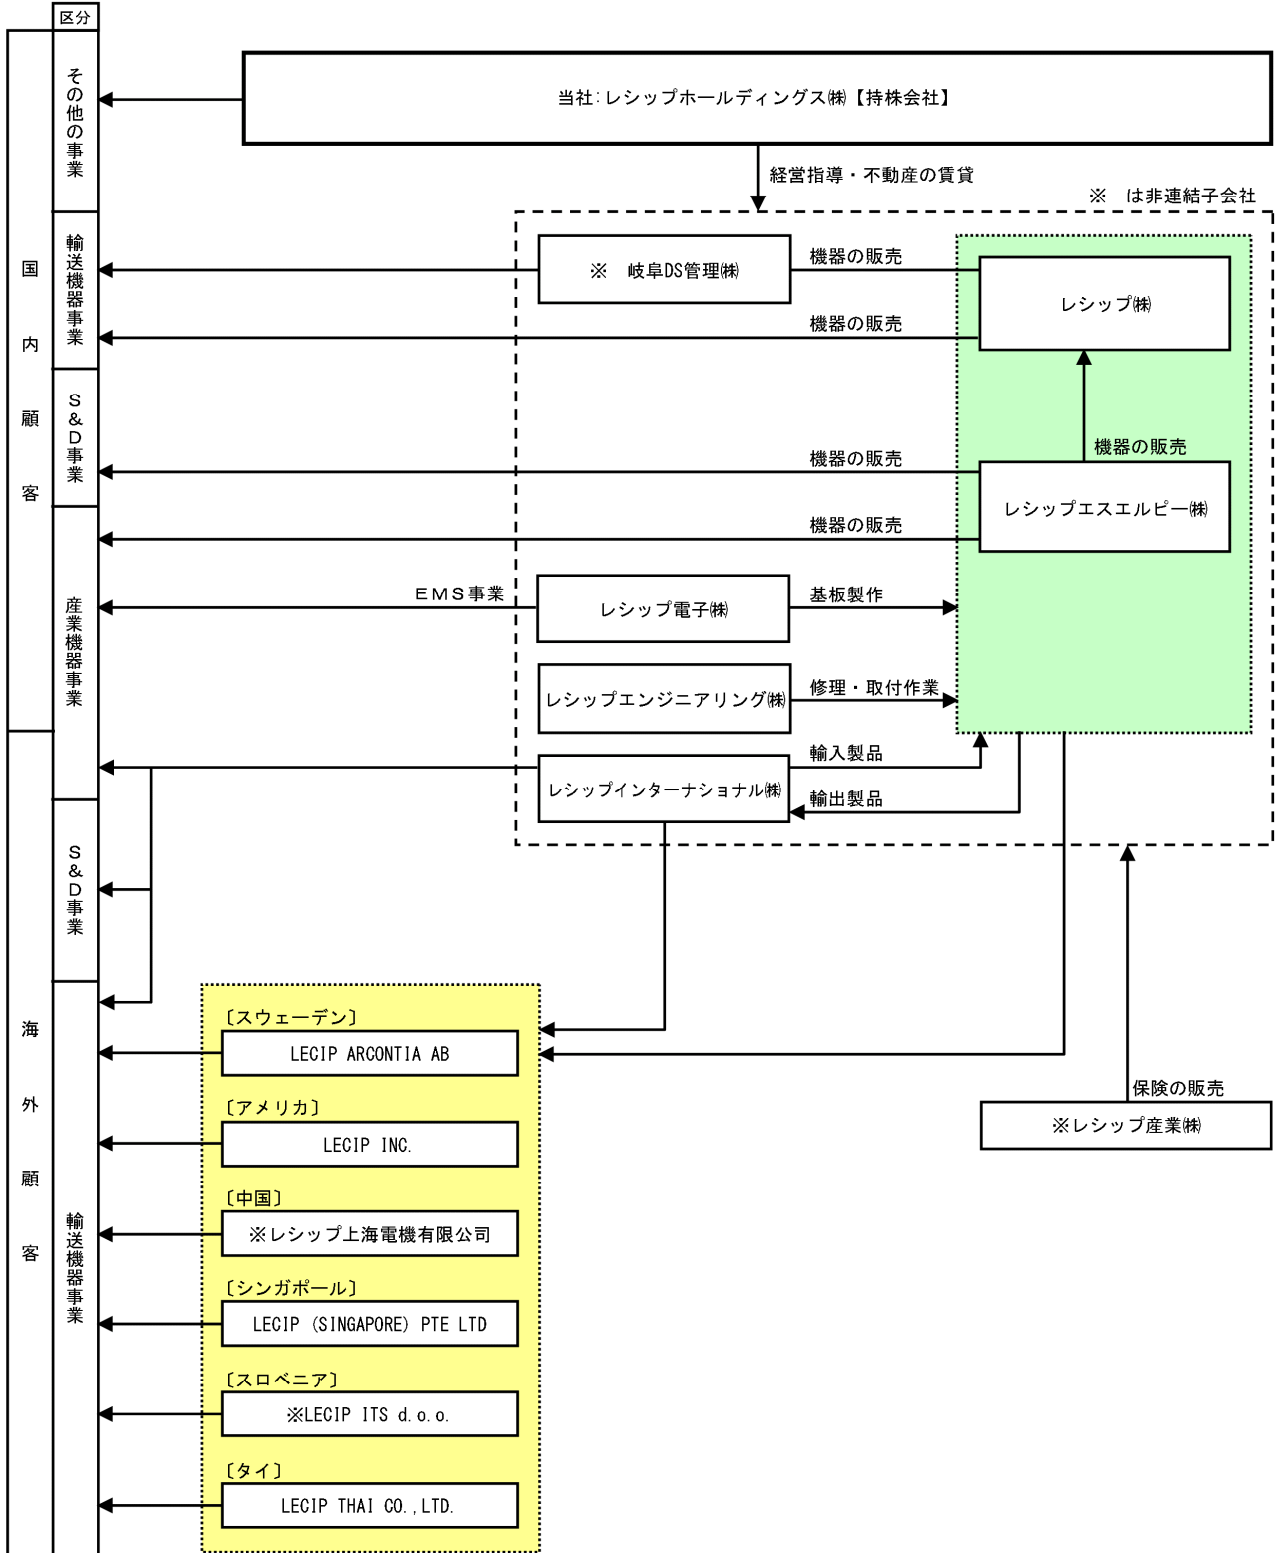 区分
国内顧客
海外顧客
その他の事業
輸送機器事業
Ｓ＆Ｄ事業
産業機器事業
Ｓ＆Ｄ事業
輸送機器事業
当社：レシップホールディングス㈱【持株会社】
経営指導・不動産の賃貸
※　は非連結子会社
※　岐阜DS管理㈱
機器の販売
レシップ㈱
機器の販売
機器の販売
機器の販売
レシップエスエルピー㈱
機器の販売
ＥＭＳ事業
レシップ電子㈱
基板製作
レシップエンジニアリング㈱
修理・取付作業
レシップインターナショナル㈱
輸入製品
輸出製品
保険の販売
※レシップ産業㈱
〔スウェーデン〕
LECIP ARCONTIA AB
〔アメリカ〕
LECIP INC.
〔中国〕
※レシップ上海電機有限公司
〔シンガポール〕
LECIP (SINGAPORE) PTE LTD
〔スロベニア〕
※LECIP ITS d.o.o.
〔タイ〕
LECIP THAI CO.,LTD.